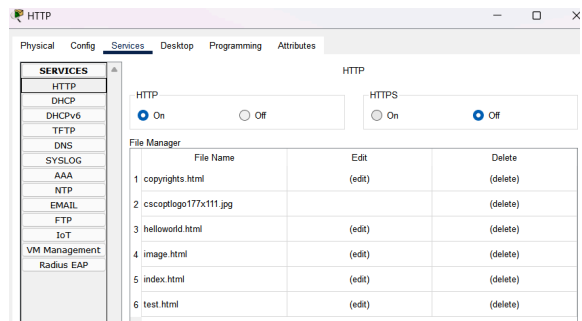 HTTP
Physical Config Services Desktop Programming Attributes
SERVICES
HTTP
DHCP
DHCPv6
TFTP
DNS
SYSLOG
AAA
NTP
EMAIL
FTP
IoT
VM Management
Radius EAP
HTTP
HTTP
On Off
HTTPS
On Off
File Manager
File Name Edit Delete
1 copyrights.html (edit) (delete)
2 cscoptlogo177x111.jpg (delete)
3 helloworld.html (edit) (delete)
4 image.html (edit) (delete)
5 index.html (edit) (delete)
6 test.html (edit) (delete)